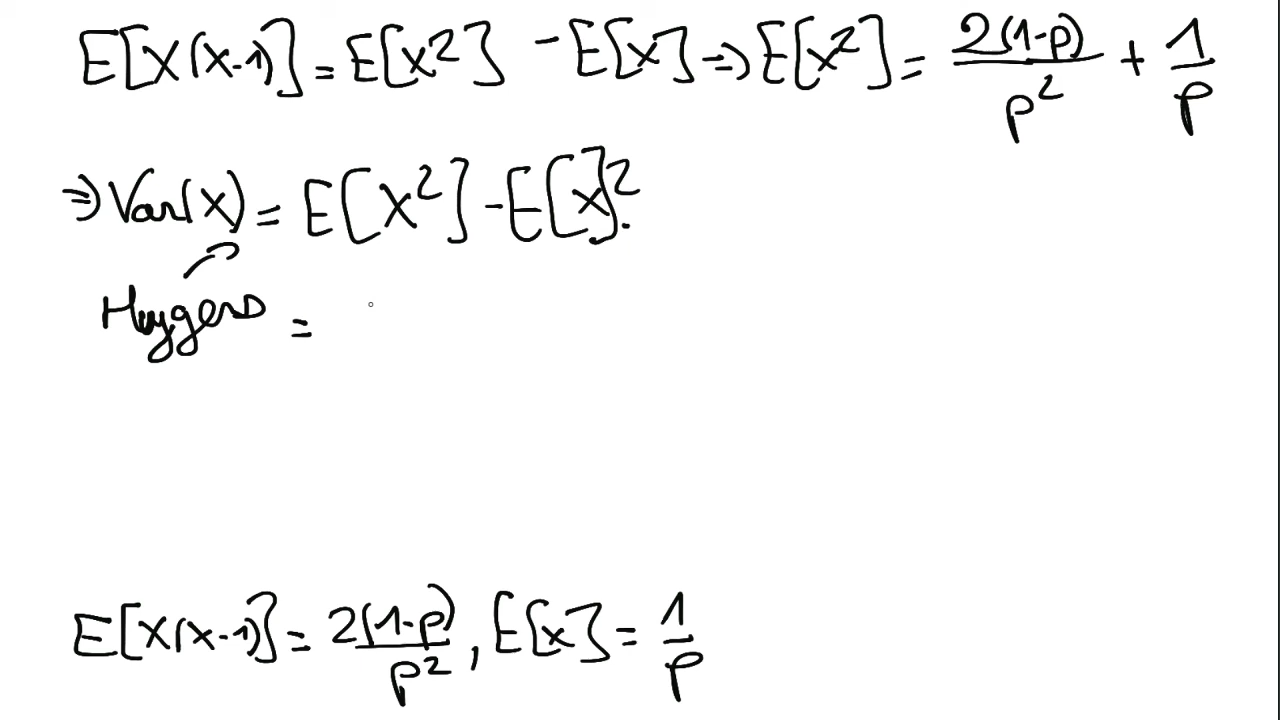 E[X(X-1)] = E[X²] - E[X] ⇒ E[X²] = 2(1-p)/p² + 1/p
⇒ Var(X) = E[X²] - E[X]².
Huygens =
E[X(X-1)] = 2(1-p)/p², E[X] = 1/p